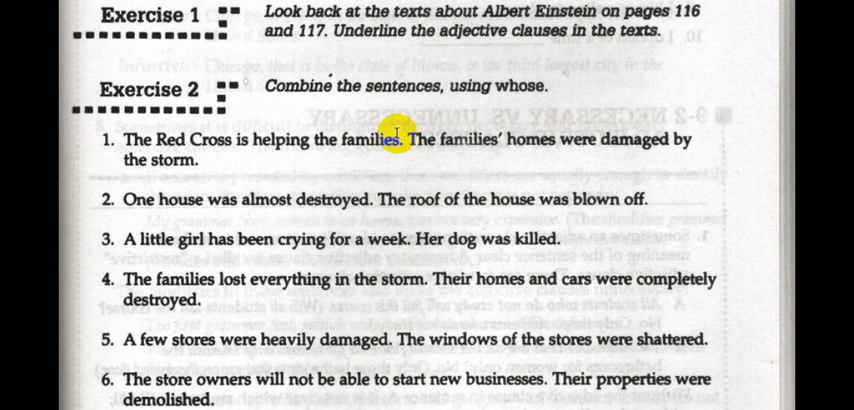 Exercise 1
Look back at the texts about Albert Einstein on pages 116
and 117. Underline the adjective clauses in the texts.
Exercise 2
Combine the sentences, using whose.
1. The Red Cross is helping the families. The families' homes were damaged by
the storm.
2. One house was almost destroyed. The roof of the house was blown off.
3. A little girl has been crying for a week. Her dog was killed.
4. The families lost everything in the storm. Their homes and cars were completely
destroyed.
5. A few stores were heavily damaged. The windows of the stores were shattered.
6. The store owners will not be able to start new businesses. Their properties were
demolished.